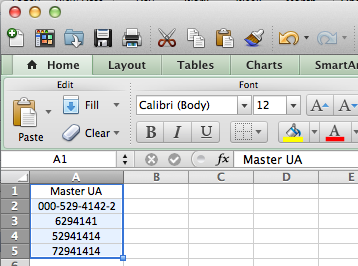 Home Layout Tables Charts SmartAr
Edit Font
Paste Fill Clear Calibri (Body) 12 A A
B I U A
A1 fx Master UA
A B C D E
1 Master UA
2 000-529-4142-2
3 6294141
4 52941414
5 72941414